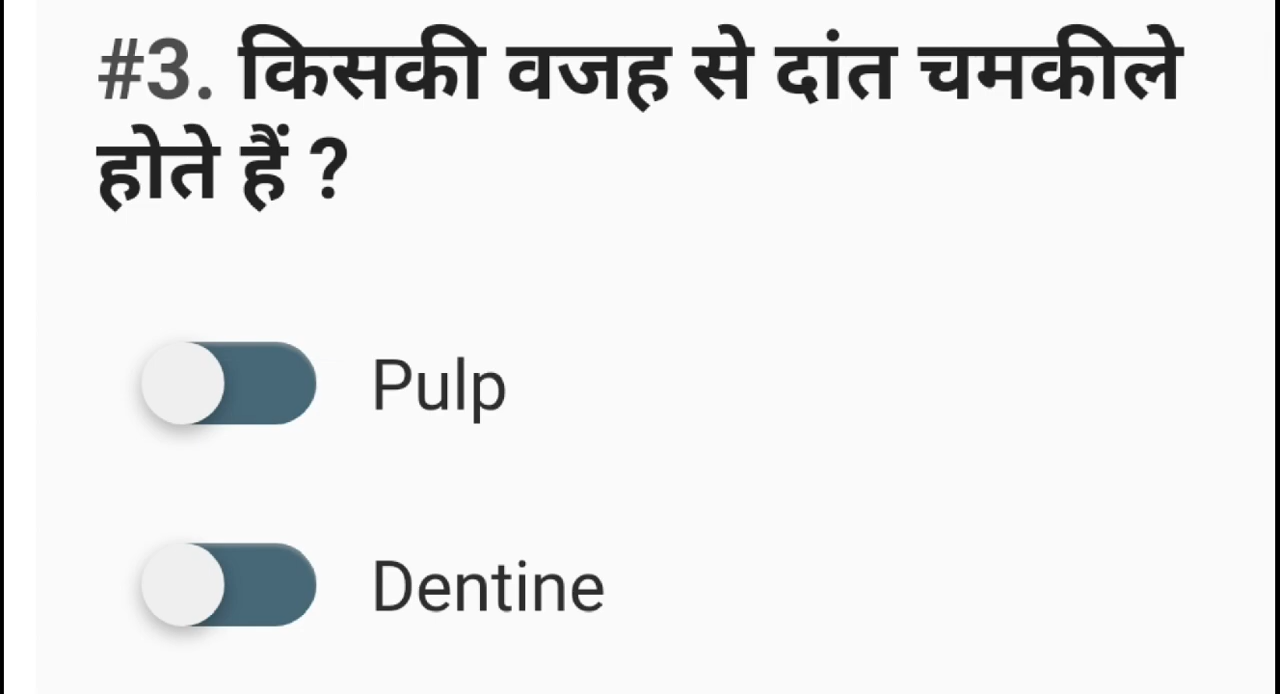 #3. किसकी वजह से दांत चमकीले
होते हैं ?
Pulp
Dentine